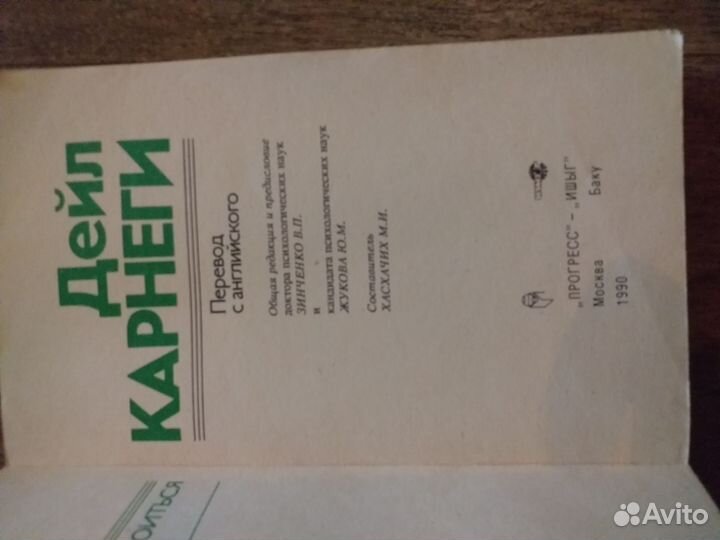 Дейл
КАРНЕГИ
Перевод
с английского
Общая редакция и предисловие
доктора психологических наук
ЗИНЧЕНКО В.П.
и
кандидата психологических наук
ЖУКОВА Ю.М.
Составитель
ХАСХАЧИХ М.И.
„ПРОГРЕСС” – „ИШЫГ”
Москва Баку
1990
ОИТЬСЯ
Avito